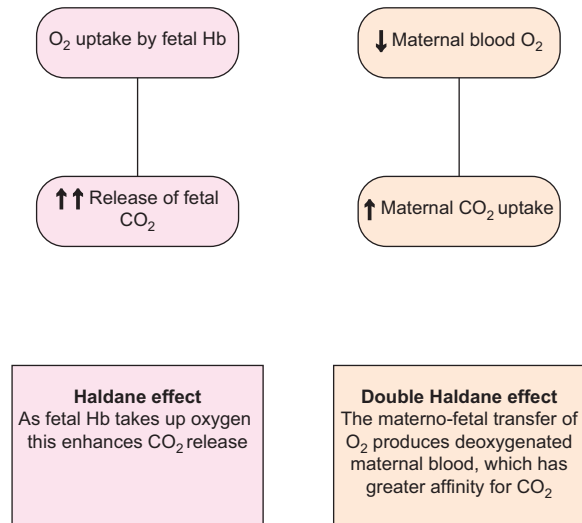 O₂ uptake by fetal Hb
↓ Maternal blood O₂
↑↑ Release of fetal
CO₂
↑ Maternal CO₂ uptake
Haldane effect
As fetal Hb takes up oxygen
this enhances CO₂ release
Double Haldane effect
The materno-fetal transfer of
O₂ produces deoxygenated
maternal blood, which has
greater affinity for CO₂